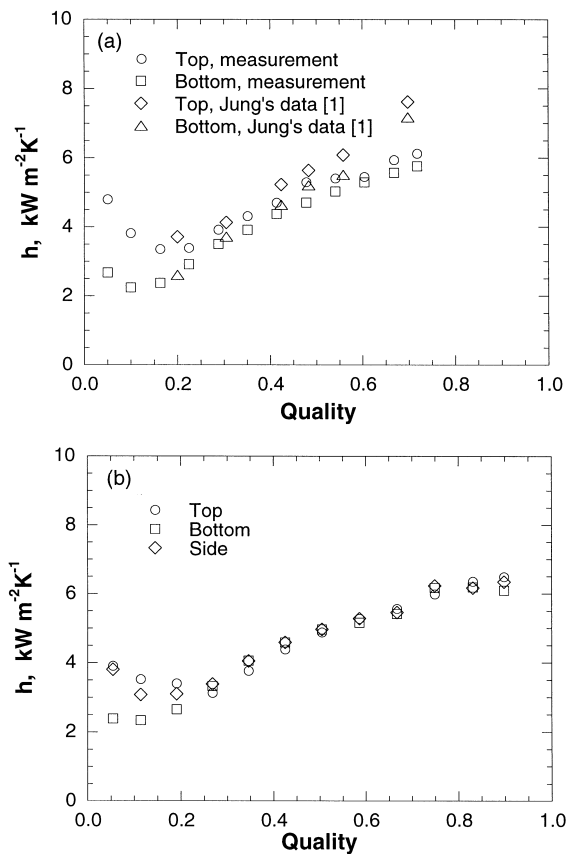 (a)
Top, measurement
Bottom, measurement
Top, Jung's data [1]
Bottom, Jung's data [1]
10
8
6
4
2
0
h, kW m⁻²K⁻¹
0.0 0.2 0.4 0.6 0.8 1.0
Quality
(b)
Top
Bottom
Side
10
8
6
4
2
0
h, kW m⁻²K⁻¹
0.0 0.2 0.4 0.6 0.8 1.0
Quality